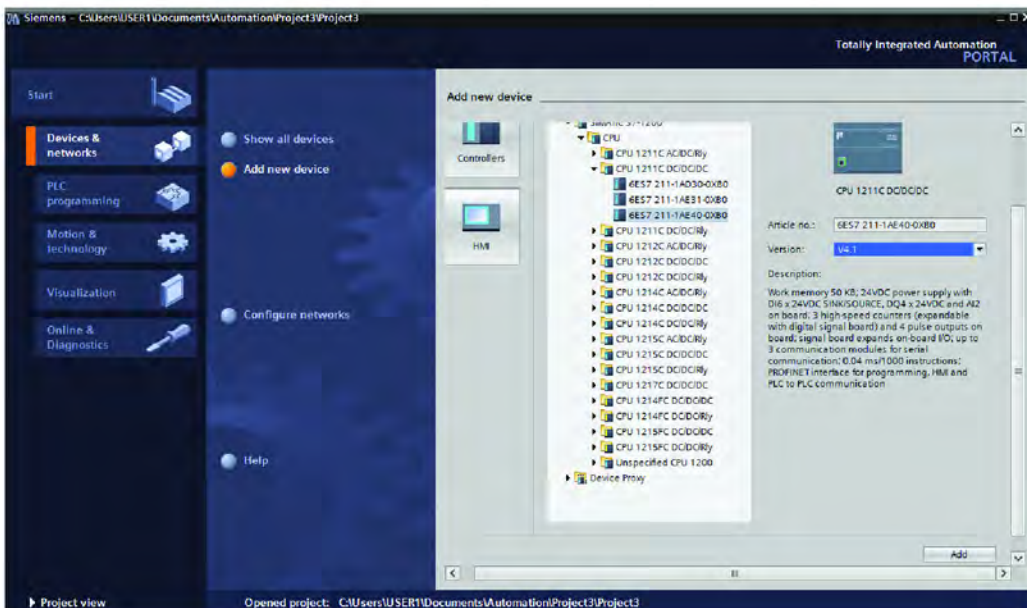 Siemens - C:\Users\USER1\Documents\Automation\Project3\Project3
Totally Integrated Automation
PORTAL
Start
Devices &
networks
PLC
programming
Motion &
technology
Visualization
Online &
Diagnostics
Show all devices
Add new device
Configure networks
Help
Add new device
Controllers
HMI
SIMATIC S7-1200
CPU
CPU 1211C AC/DC/Rly
CPU 1211C DC/DC/DC
6ES7 211-1AD30-0XB0
6ES7 211-1AE31-0XB0
6ES7 211-1AE40-0XB0
CPU 1211C DC/DC/Rly
CPU 1212C AC/DC/Rly
CPU 1212C DC/DC/DC
CPU 1212C DC/DC/Rly
CPU 1214C AC/DC/Rly
CPU 1214C DC/DC/DC
CPU 1214C DC/DC/Rly
CPU 1215C AC/DC/Rly
CPU 1215C DC/DC/DC
CPU 1215C DC/DC/Rly
CPU 1217C DC/DC/DC
CPU 1214FC DC/DC/DC
CPU 1214FC DC/DC/Rly
CPU 1215FC DC/DC/DC
CPU 1215FC DC/DC/Rly
Unspecified CPU 1200
Device Proxy
CPU 1211C DC/DC/DC
Article no.: 6ES7 211-1AE40-0XB0
Version: V4.1
Description:
Work memory 50 KB; 24VDC power supply with
DI6 x 24VDC SINK/SOURCE, DQ4 x 24VDC and AI2
on board; 3 high-speed counters (expandable
with digital signal board) and 4 pulse outputs on
board; signal board expands on-board I/O; up to
3 communication modules for serial
communication; 0.04 ms/1000 instructions;
PROFINET interface for programming, HMI and
PLC to PLC communication
Add
Project view
Opened project: C:\Users\USER1\Documents\Automation\Project3\Project3